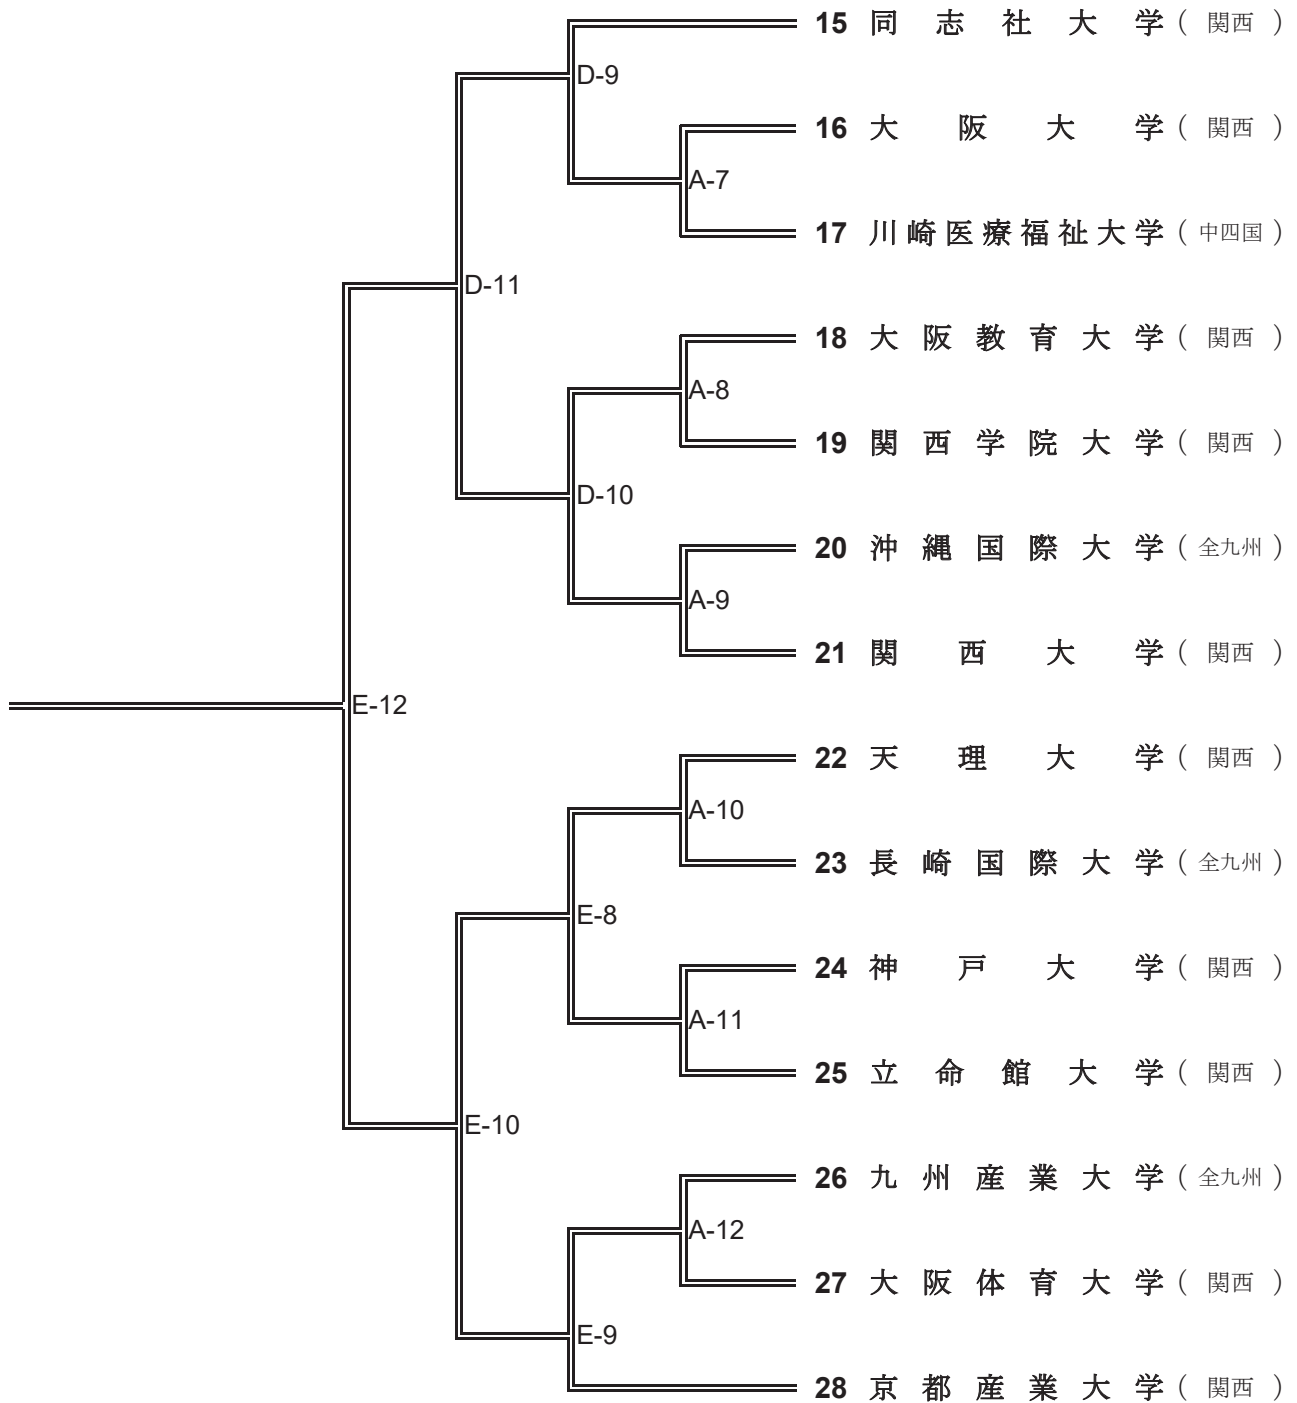 15 同志社大学(関西)
D-9
16 大阪大学(関西)
A-7
17 川崎医療福祉大学(中四国)
D-11
18 大阪教育大学(関西)
A-8
19 関西学院大学(関西)
D-10
20 沖縄国際大学(全九州)
A-9
21 関西大学(関西)
E-12
22 天理大学(関西)
A-10
23 長崎国際大学(全九州)
E-8
24 神戸大学(関西)
A-11
25 立命館大学(関西)
E-10
26 九州産業大学(全九州)
A-12
27 大阪体育大学(関西)
E-9
28 京都産業大学(関西)